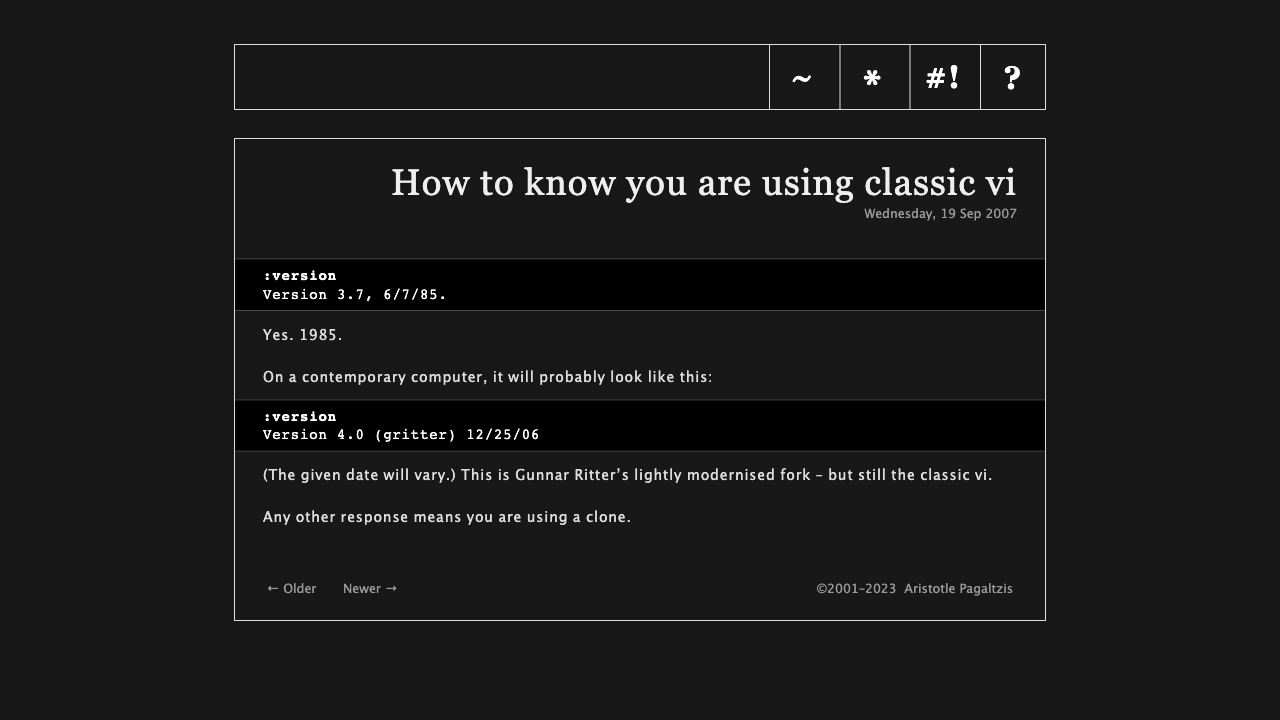 ~ * #! ?
How to know you are using classic vi
Wednesday, 19 Sep 2007
:version
Version 3.7, 6/7/85.
Yes. 1985.
On a contemporary computer, it will probably look like this:
:version
Version 4.0 (gritter) 12/25/06
(The given date will vary.) This is Gunnar Ritter’s lightly modernised fork – but still the classic vi.
Any other response means you are using a clone.
← Older Newer → ©2001–2023 Aristotle Pagaltzis